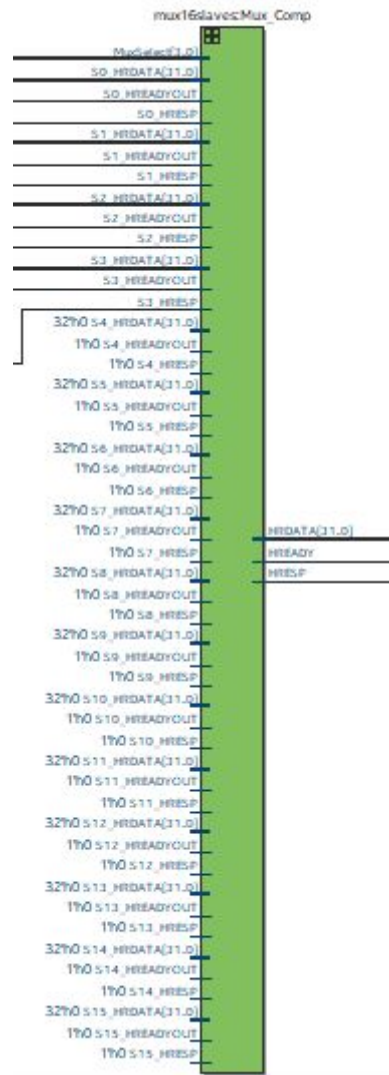 mux16slaves:Mux_Comp
MuxSelect[3..0]
S0_HRDATA[31..0]
S0_HREADYOUT
S0_HRESP
S1_HRDATA[31..0]
S1_HREADYOUT
S1_HRESP
S2_HRDATA[31..0]
S2_HREADYOUT
S2_HRESP
S3_HRDATA[31..0]
S3_HREADYOUT
S3_HRESP
32'h0 S4_HRDATA[31..0]
1'h0 S4_HREADYOUT
1'h0 S4_HRESP
32'h0 S5_HRDATA[31..0]
1'h0 S5_HREADYOUT
1'h0 S5_HRESP
32'h0 S6_HRDATA[31..0]
1'h0 S6_HREADYOUT
1'h0 S6_HRESP
32'h0 S7_HRDATA[31..0]
1'h0 S7_HREADYOUT
1'h0 S7_HRESP
32'h0 S8_HRDATA[31..0]
1'h0 S8_HREADYOUT
1'h0 S8_HRESP
32'h0 S9_HRDATA[31..0]
1'h0 S9_HREADYOUT
1'h0 S9_HRESP
32'h0 S10_HRDATA[31..0]
1'h0 S10_HREADYOUT
1'h0 S10_HRESP
32'h0 S11_HRDATA[31..0]
1'h0 S11_HREADYOUT
1'h0 S11_HRESP
32'h0 S12_HRDATA[31..0]
1'h0 S12_HREADYOUT
1'h0 S12_HRESP
32'h0 S13_HRDATA[31..0]
1'h0 S13_HREADYOUT
1'h0 S13_HRESP
32'h0 S14_HRDATA[31..0]
1'h0 S14_HREADYOUT
1'h0 S14_HRESP
32'h0 S15_HRDATA[31..0]
1'h0 S15_HREADYOUT
1'h0 S15_HRESP
HRDATA[31..0]
HREADY
HRESP